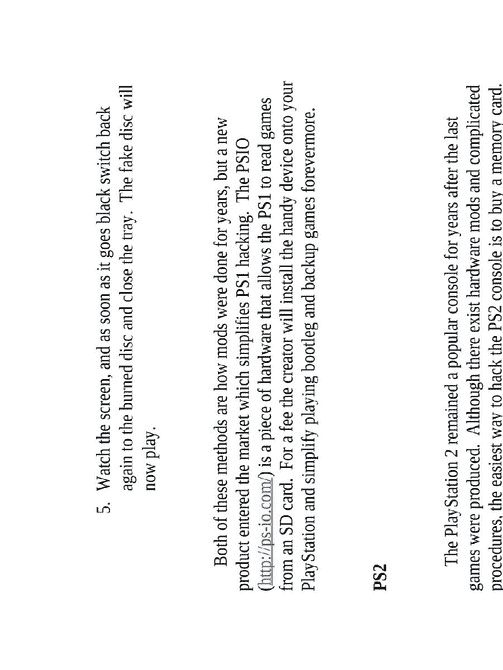 5. Watch the screen, and as soon as it goes black switch back
again to the burned disc and close the tray. The fake disc will
now play.
Both of these methods are how mods were done for years, but a new
product entered the market which simplifies PS1 hacking. The PSIO
(http://ps-io.com/) is a piece of hardware that allows the PS1 to read games
from an SD card. For a fee the creator will install the handy device onto your
PlayStation and simplify playing bootleg and backup games forevermore.
PS2
The PlayStation 2 remained a popular console for years after the last
games were produced. Although there exist hardware mods and complicated
procedures, the easiest way to hack the PS2 console is to buy a memory card.